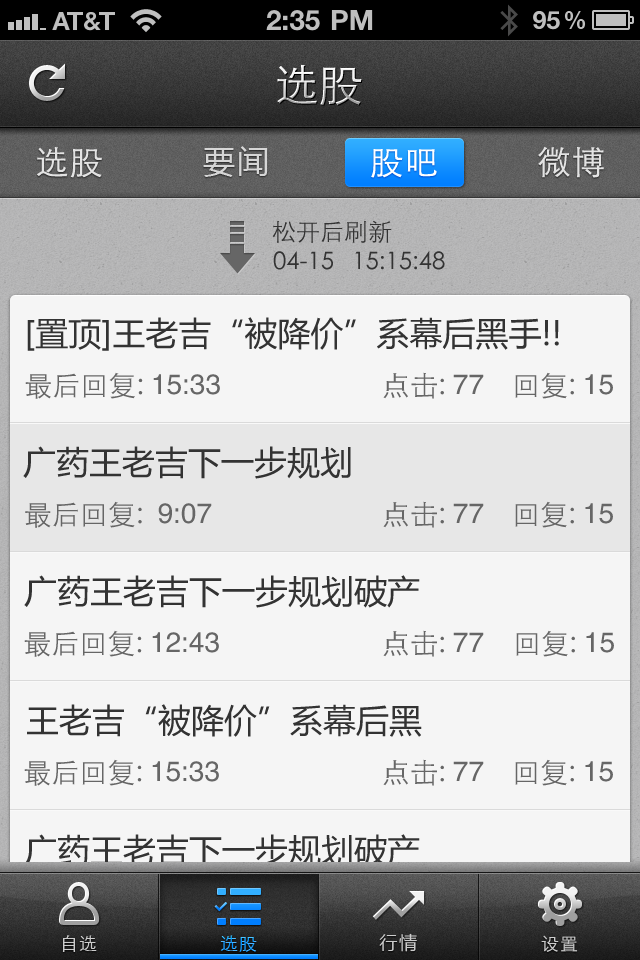 AT&T 2:35 PM 95%
选股
选股 要闻 股吧 微博
松开后刷新
04-15 15:15:48
[置顶]王老吉“被降价”系幕后黑手!!
最后回复: 15:33 点击: 77 回复: 15
广药王老吉下一步规划
最后回复: 9:07 点击: 77 回复: 15
广药王老吉下一步规划破产
最后回复: 12:43 点击: 77 回复: 15
王老吉“被降价”系幕后黑
最后回复: 15:33 点击: 77 回复: 15
广药王老吉下一步规划破产
自选 选股 行情 设置